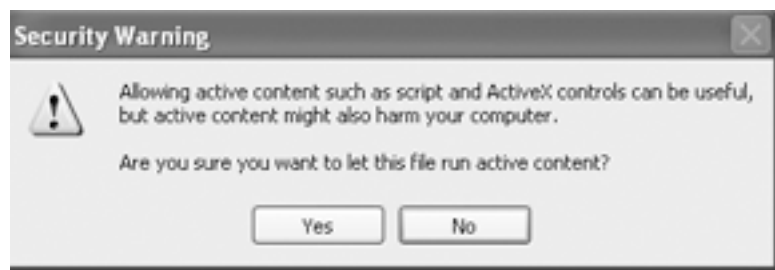 Security Warning
Allowing active content such as script and ActiveX controls can be useful,
but active content might also harm your computer.
Are you sure you want to let this file run active content?
Yes
No